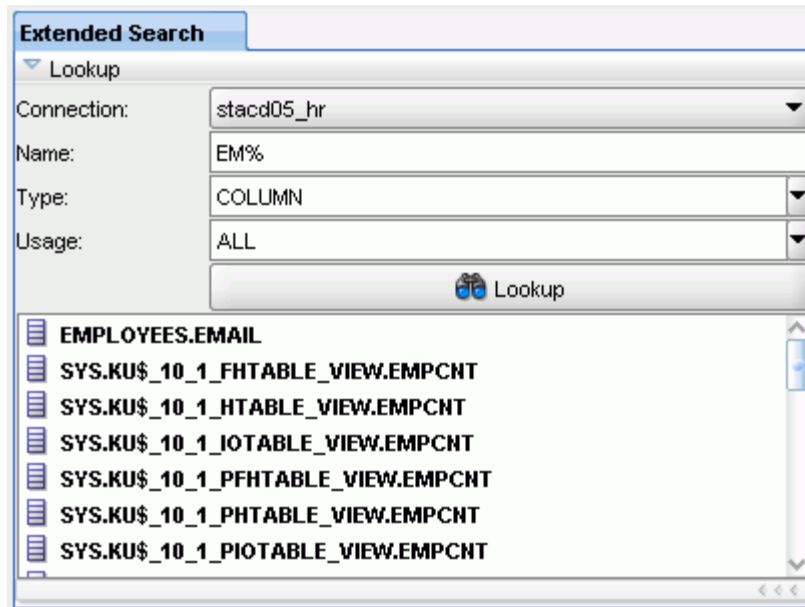 Extended Search
Lookup
Connection: stacd05_hr
Name: EM%
Type: COLUMN
Usage: ALL
Lookup
EMPLOYEES.EMAIL
SYS.KU$_10_1_FHTABLE_VIEW.EMPCNT
SYS.KU$_10_1_HTABLE_VIEW.EMPCNT
SYS.KU$_10_1_IOTABLE_VIEW.EMPCNT
SYS.KU$_10_1_PFHTABLE_VIEW.EMPCNT
SYS.KU$_10_1_PHTABLE_VIEW.EMPCNT
SYS.KU$_10_1_PIOTABLE_VIEW.EMPCNT